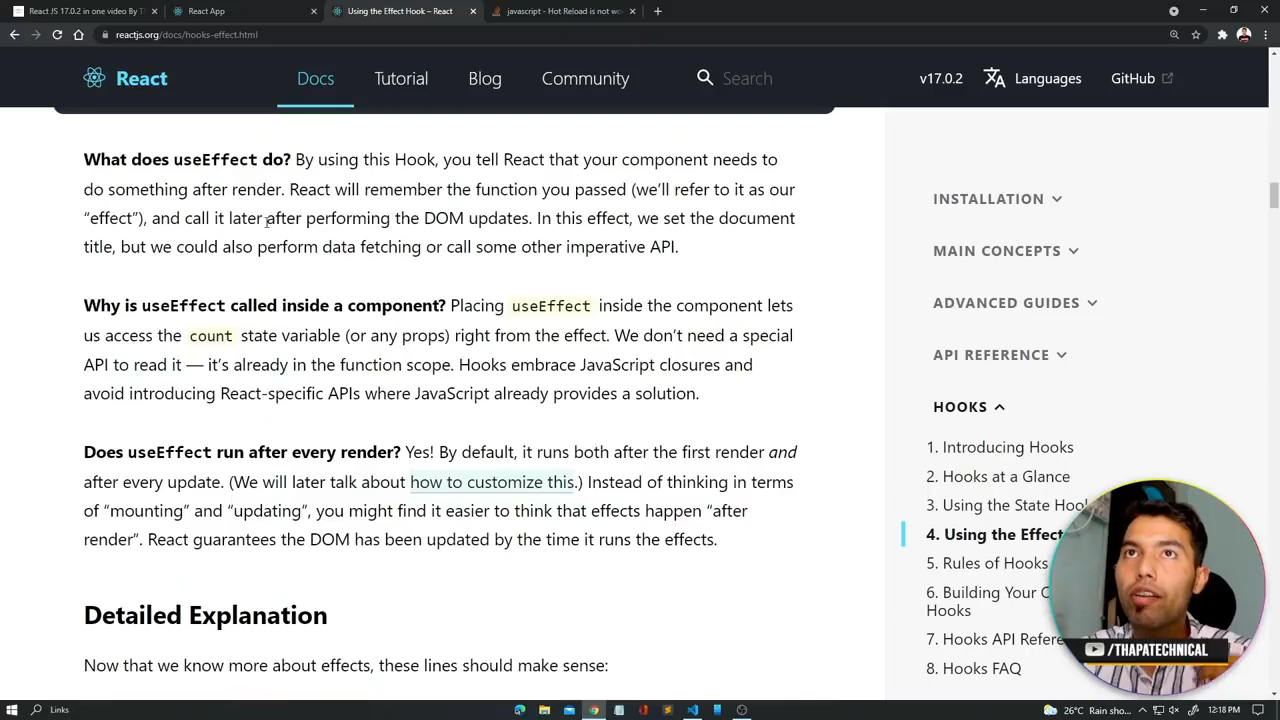 React JS 17.0.2 in one video By T
React App
Using the Effect Hook – React
javascript - Hot Reload is not wo
reactjs.org/docs/hooks-effect.html
React
Docs
Tutorial
Blog
Community
Search
v17.0.2
Languages
GitHub
What does useEffect do? By using this Hook, you tell React that your component needs to
do something after render. React will remember the function you passed (we’ll refer to it as our
“effect”), and call it later after performing the DOM updates. In this effect, we set the document
title, but we could also perform data fetching or call some other imperative API.
Why is useEffect called inside a component? Placing useEffect inside the component lets
us access the count state variable (or any props) right from the effect. We don’t need a special
API to read it — it’s already in the function scope. Hooks embrace JavaScript closures and
avoid introducing React-specific APIs where JavaScript already provides a solution.
Does useEffect run after every render? Yes! By default, it runs both after the first render and
after every update. (We will later talk about how to customize this.) Instead of thinking in terms
of “mounting” and “updating”, you might find it easier to think that effects happen “after
render”. React guarantees the DOM has been updated by the time it runs the effects.
Detailed Explanation
Now that we know more about effects, these lines should make sense:
INSTALLATION
MAIN CONCEPTS
ADVANCED GUIDES
API REFERENCE
HOOKS
1. Introducing Hooks
2. Hooks at a Glance
3. Using the State Hoo
4. Using the Effect
5. Rules of Hooks
6. Building Your O
Hooks
7. Hooks API Refere
8. Hooks FAQ
/THAPATECHNICAL
Links
26°C Rain sho...
12:18 PM